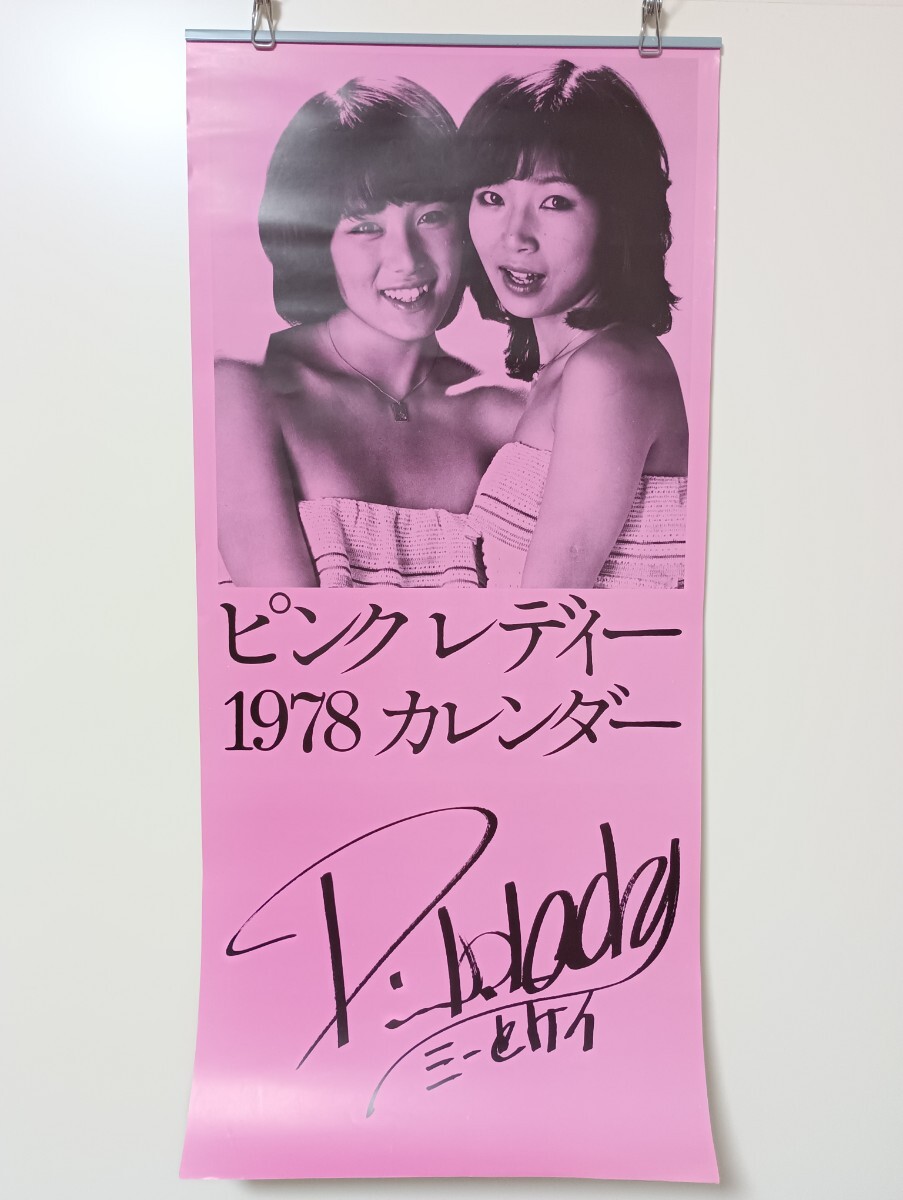 ピンクレディー
1978 カレンダー
Pink Lady
ミーとケイ